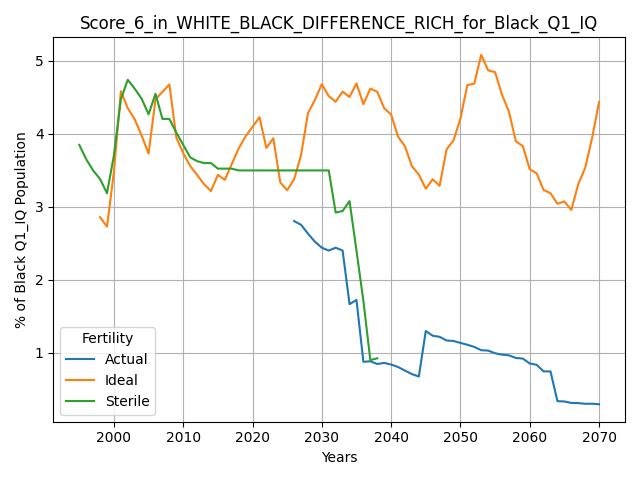 Score_6_in_WHITE_BLACK_DIFFERENCE_RICH_for_Black_Q1_IQ
% of Black Q1_IQ Population
5
4
3
2
1
Fertility
Actual
Ideal
Sterile
2000 2010 2020 2030 2040 2050 2060 2070
Years